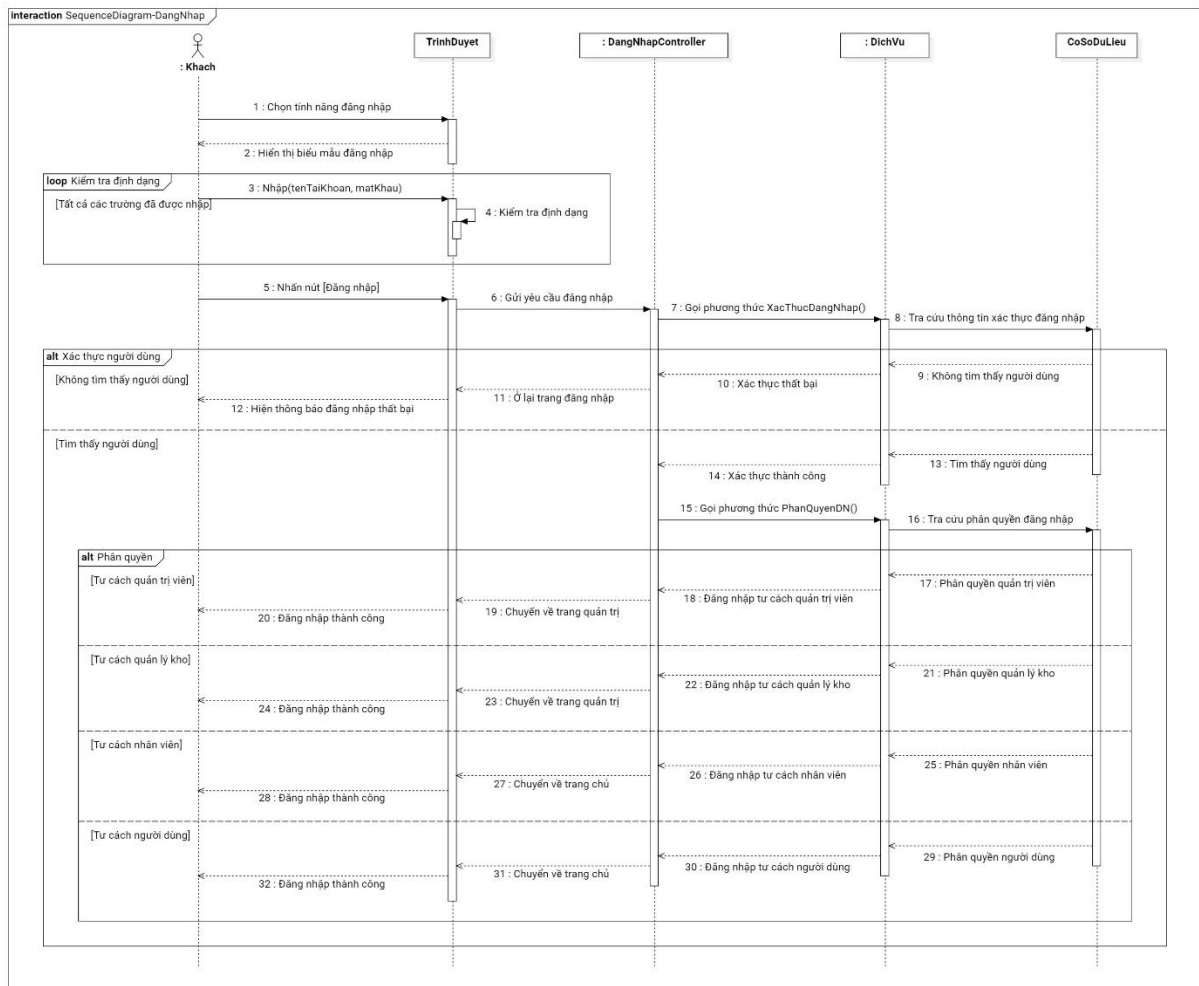 interaction SequenceDiagram-DangNhap
: Khach
TrinhDuyet
: DangNhapController
: DichVu
CoSoDuLieu
1 : Chọn tính năng đăng nhập
2 : Hiển thị biểu mẫu đăng nhập
loop Kiểm tra định dạng
3 : Nhập(tenTaiKhoan, matKhau)
[Tất cả các trường đã được nhập]
4 : Kiểm tra định dạng
5 : Nhấn nút [Đăng nhập]
6 : Gửi yêu cầu đăng nhập
7 : Gọi phương thức XacThucDangNhap()
8 : Tra cứu thông tin xác thực đăng nhập
alt Xác thực người dùng
[Không tìm thấy người dùng]
9 : Không tìm thấy người dùng
10 : Xác thực thất bại
11 : Ở lại trang đăng nhập
12 : Hiện thông báo đăng nhập thất bại
[Tìm thấy người dùng]
13 : Tìm thấy người dùng
14 : Xác thực thành công
15 : Gọi phương thức PhanQuyenDN()
16 : Tra cứu phân quyền đăng nhập
alt Phân quyền
[Tư cách quản trị viên]
17 : Phân quyền quản trị viên
18 : Đăng nhập tư cách quản trị viên
19 : Chuyển về trang quản trị
20 : Đăng nhập thành công
[Tư cách quản lý kho]
21 : Phân quyền quản lý kho
22 : Đăng nhập tư cách quản lý kho
23 : Chuyển về trang quản trị
24 : Đăng nhập thành công
[Tư cách nhân viên]
25 : Phân quyền nhân viên
26 : Đăng nhập tư cách nhân viên
27 : Chuyển về trang chủ
28 : Đăng nhập thành công
[Tư cách người dùng]
29 : Phân quyền người dùng
30 : Đăng nhập tư cách người dùng
31 : Chuyển về trang chủ
32 : Đăng nhập thành công